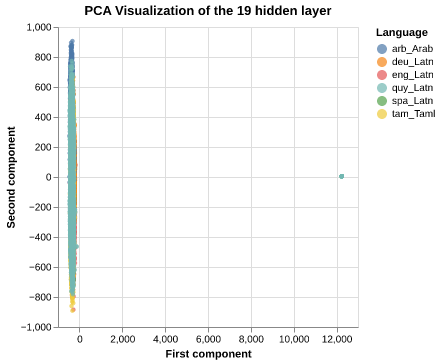 PCA Visualization of the 19 hidden layer
Language
arb_Arab
deu_Latn
eng_Latn
quy_Latn
spa_Latn
tam_Taml
1,000
800
600
400
200
0
−200
−400
−600
−800
−1,000
Second component
0 2,000 4,000 6,000 8,000 10,000 12,000
First component